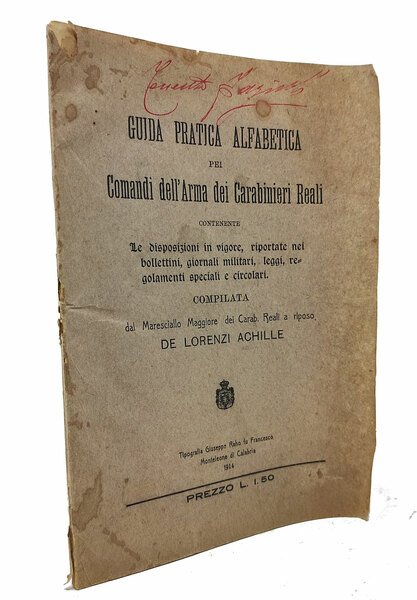 GUIDA PRATICA ALFABETICA
PEI
Comandi dell'Arma dei Carabinieri Reali
CONTENENTE
Le disposizioni in vigore, riportate nei
bollettini, giornali militari, leggi, re=
golamenti speciali e circolari.
COMPILATA
dal Maresciallo Maggiore dei Carab. Reali a riposo
DE LORENZI ACHILLE
Tipografia Giuseppe Raho fu Francesco
Monteleone di Calabria
1914
PREZZO L. 1.50